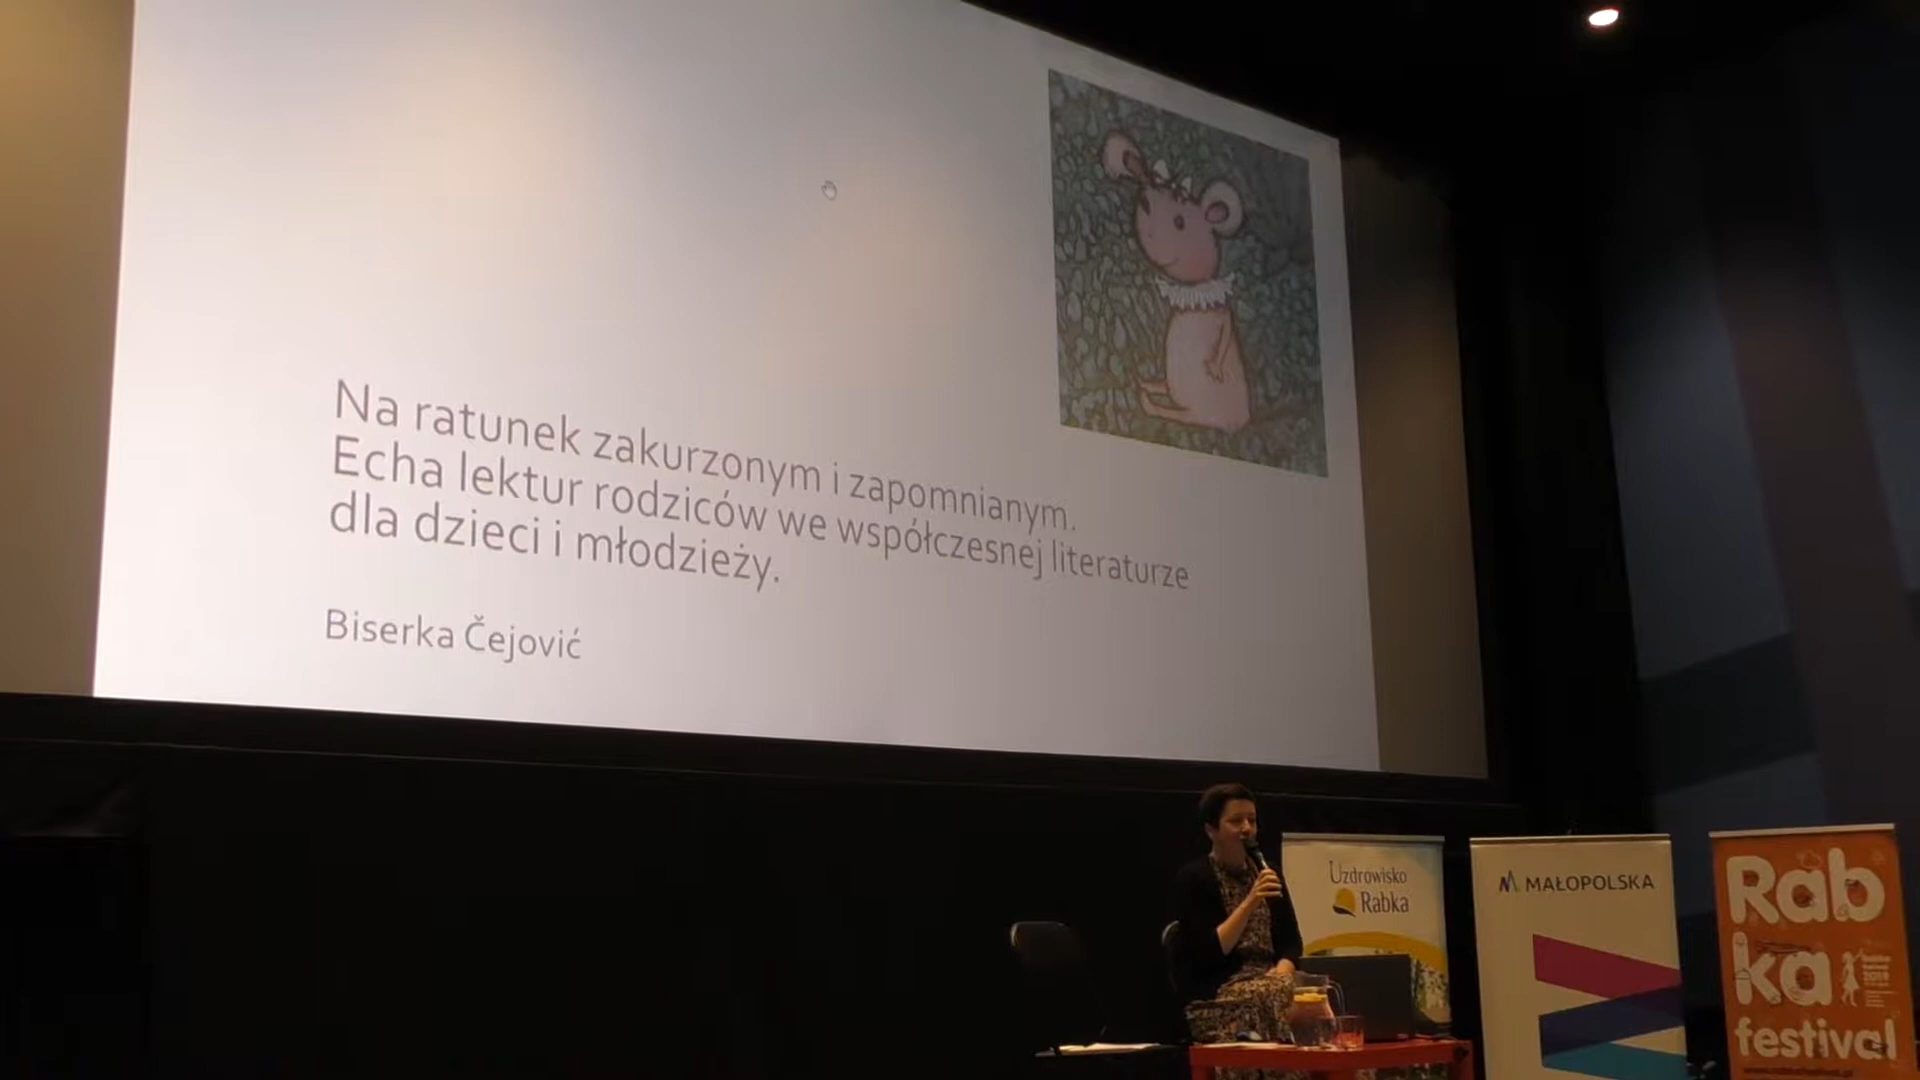 Na ratunek zakurzonym i zapomnianym.
Echa lektur rodziców we współczesnej literaturze
dla dzieci i młodzieży.
Biserka Čejović
Uzdrowisko
Rabka
MAŁOPOLSKA
Rab
ka
festival
2019